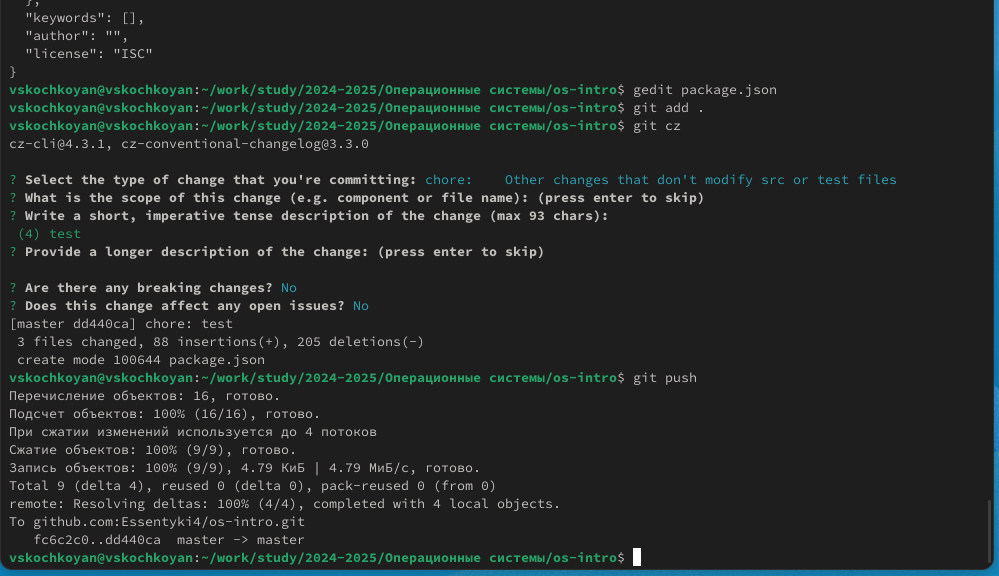 },
"keywords": [],
"author": "",
"license": "ISC"
}
vskochkoyan@vskochkoyan:~/work/study/2024-2025/Операционные системы/os-intro$ gedit package.json
vskochkoyan@vskochkoyan:~/work/study/2024-2025/Операционные системы/os-intro$ git add .
vskochkoyan@vskochkoyan:~/work/study/2024-2025/Операционные системы/os-intro$ git cz
cz-cli@4.3.1, cz-conventional-changelog@3.3.0
? Select the type of change that you're committing: chore:    Other changes that don't modify src or test files
? What is the scope of this change (e.g. component or file name): (press enter to skip)
? Write a short, imperative tense description of the change (max 93 chars):
(4) test
? Provide a longer description of the change: (press enter to skip)
? Are there any breaking changes? No
? Does this change affect any open issues? No
[master dd440ca] chore: test
3 files changed, 88 insertions(+), 205 deletions(-)
create mode 100644 package.json
vskochkoyan@vskochkoyan:~/work/study/2024-2025/Операционные системы/os-intro$ git push
Перечисление объектов: 16, готово.
Подсчет объектов: 100% (16/16), готово.
При сжатии изменений используется до 4 потоков
Сжатие объектов: 100% (9/9), готово.
Запись объектов: 100% (9/9), 4.79 КиБ | 4.79 МиБ/с, готово.
Total 9 (delta 4), reused 0 (delta 0), pack-reused 0 (from 0)
remote: Resolving deltas: 100% (4/4), completed with 4 local objects.
To github.com:Essentyki4/os-intro.git
fc6c2c0..dd440ca  master -> master
vskochkoyan@vskochkoyan:~/work/study/2024-2025/Операционные системы/os-intro$